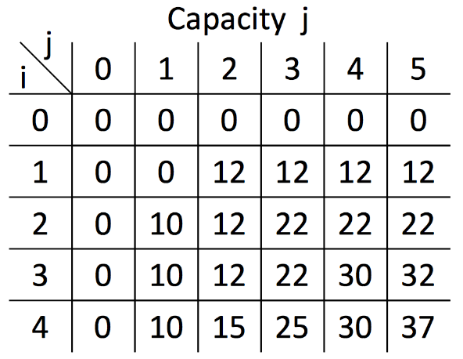 Capacity j
j
i 0 1 2 3 4 5
0 0 0 0 0 0 0
1 0 0 12 12 12 12
2 0 10 12 22 22 22
3 0 10 12 22 30 32
4 0 10 15 25 30 37